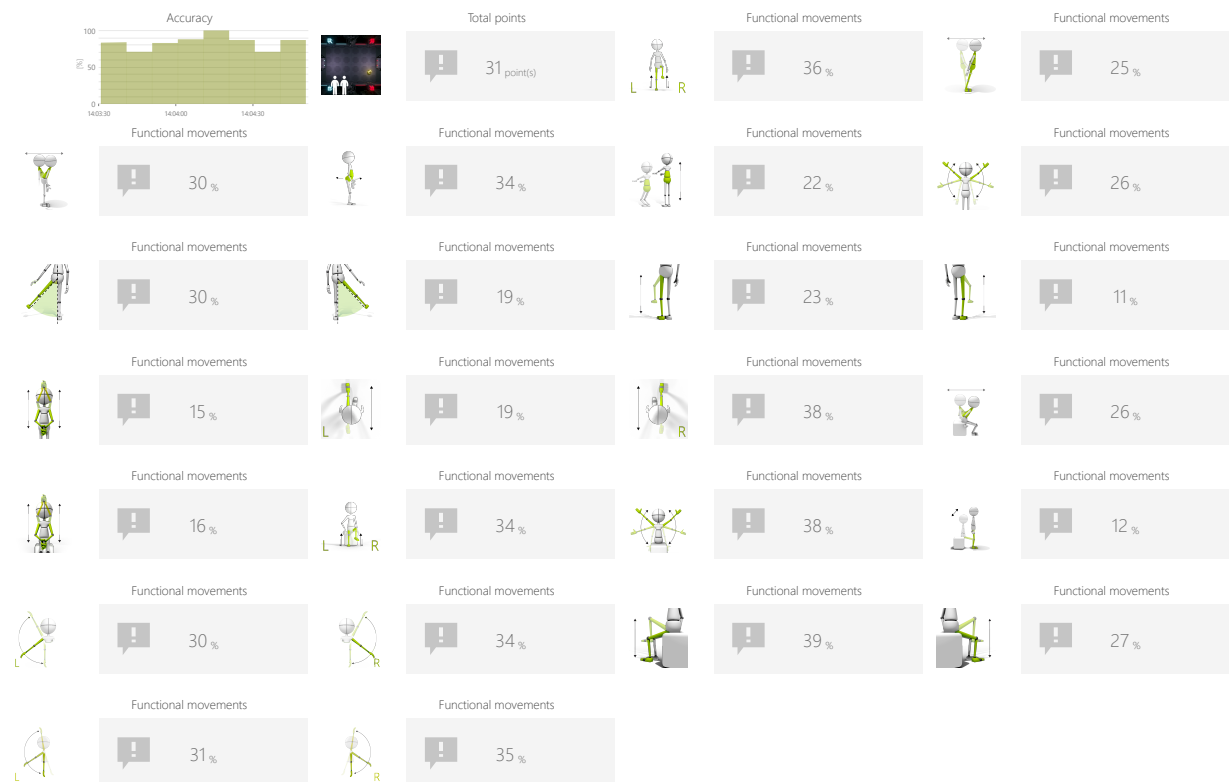 Accuracy
Total points
Functional movements
Functional movements
100
50
0
[%]
14:03:30
14:04:00
14:04:30
31 point(s)
L R
36 %
25 %
Functional movements
Functional movements
Functional movements
Functional movements
30 %
34 %
22 %
26 %
Functional movements
Functional movements
Functional movements
Functional movements
30 %
19 %
23 %
11 %
Functional movements
Functional movements
Functional movements
Functional movements
15 %
L
19 %
R
38 %
26 %
Functional movements
Functional movements
Functional movements
Functional movements
16 %
L R
34 %
38 %
12 %
Functional movements
Functional movements
Functional movements
Functional movements
L
30 %
R
34 %
39 %
27 %
Functional movements
Functional movements
L
31 %
R
35 %